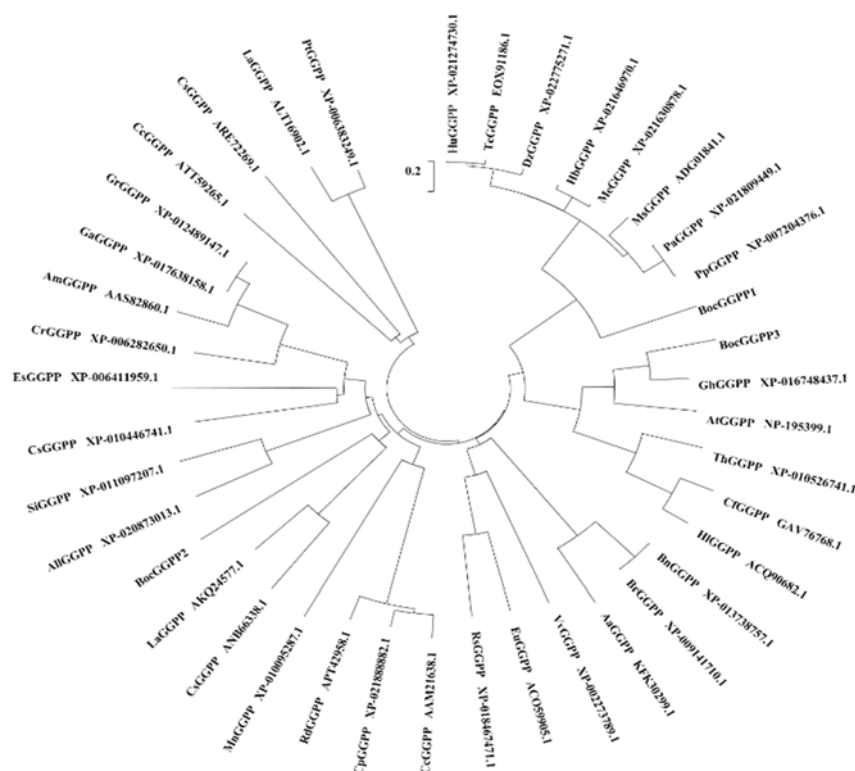 HuGGPP XP-021274730.1
TcGGPP EOX91186.1
DzGGPP XP-022775271.1
HbGGPP XP-021646970.1
MeGGPP XP-021630878.1
MsGGPP ADG01841.1
PaGGPP XP-021809449.1
PpGGPP XP-007204376.1
BocGGPP1
BocGGPP3
GhGGPP XP-016748437.1
AtGGPP NP-195399.1
ThGGPP XP-010526741.1
CfGGPP GAV76768.1
HlGGPP ACQ90682.1
BnGGPP XP-013738757.1
BrGGPP XP-009141710.1
AaGGPP KFK30299.1
VvGGPP XP-002273789.1
EuGGPP ACO59905.1
RsGGPP XP-018467471.1
CcGGPP AAM21638.1
CpGGPP XP-021888882.1
RdGGPP APT42958.1
MnGGPP XP-010095287.1
CsGGPP ANB66338.1
LaGGPP AKQ24577.1
BocGGPP2
AllGGPP XP-020873013.1
SiGGPP XP-011097207.1
CsGGPP XP-010446741.1
EsGGPP XP-006411959.1
CrGGPP XP-006282650.1
AmGGPP AAS82860.1
GaGGPP XP-017638158.1
GrGGPP XP-012489147.1
CcGGPP ATT59265.1
CsGGPP ARE72269.1
LaGGPP ALT16902.1
PtGGPP XP-006383249.1
0.2